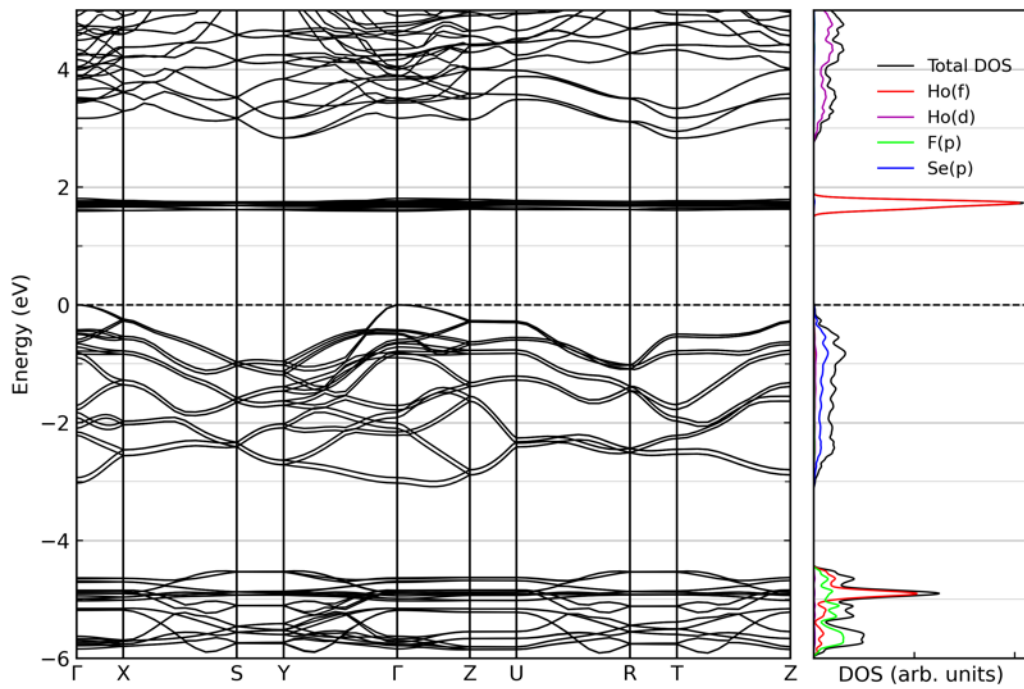 4
2
0
−2
−4
−6
Energy (eV)
Γ X S Y Γ Z U R T Z
Total DOS
Ho(f)
Ho(d)
F(p)
Se(p)
DOS (arb. units)